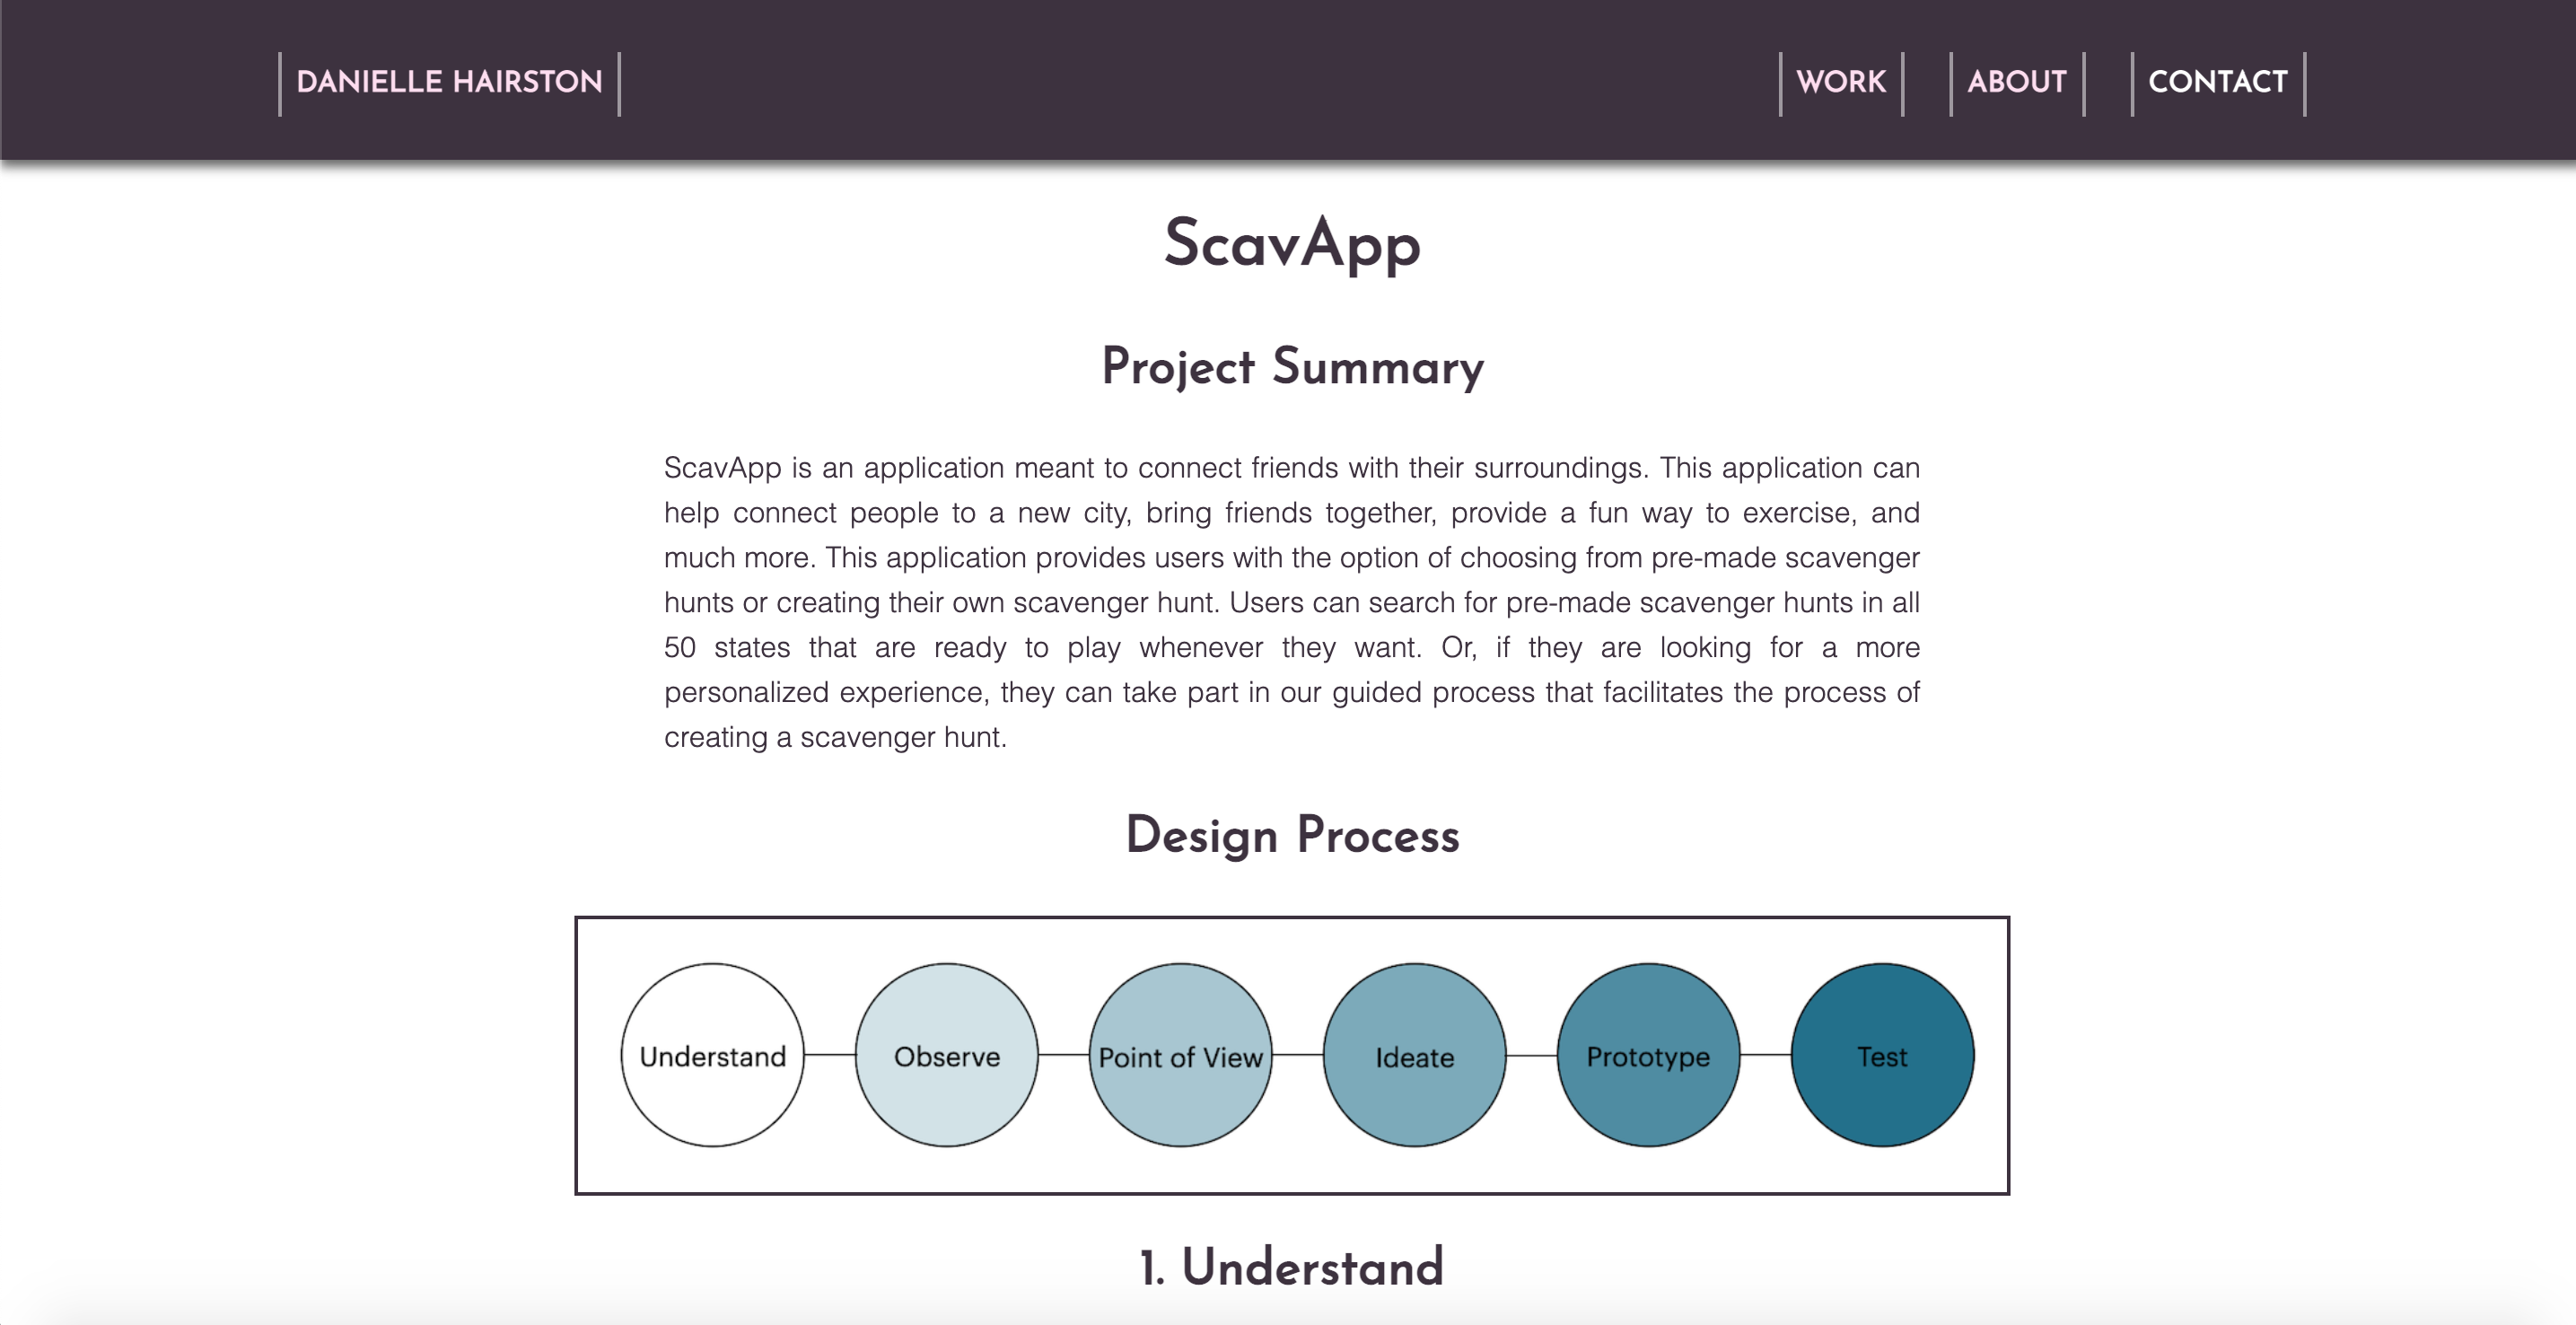 DANIELLE HAIRSTON
WORK
ABOUT
CONTACT
ScavApp
Project Summary
ScavApp is an application meant to connect friends with their surroundings. This application can
help connect people to a new city, bring friends together, provide a fun way to exercise, and
much more. This application provides users with the option of choosing from pre-made scavenger
hunts or creating their own scavenger hunt. Users can search for pre-made scavenger hunts in all
50 states that are ready to play whenever they want. Or, if they are looking for a more
personalized experience, they can take part in our guided process that facilitates the process of
creating a scavenger hunt.
Design Process
Understand
Observe
Point of View
Ideate
Prototype
Test
1. Understand